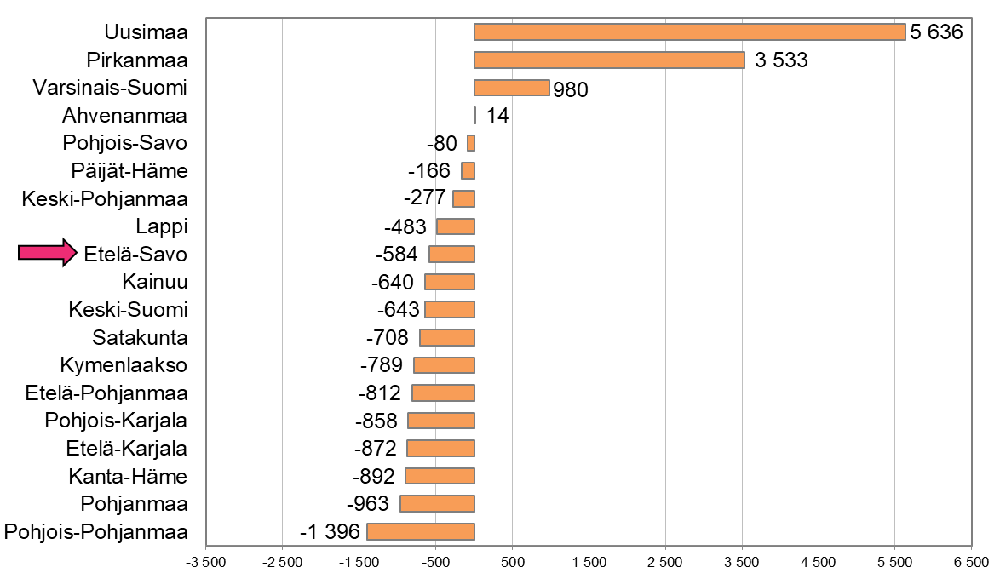 Uusimaa 5 636
Pirkanmaa 3 533
Varsinais-Suomi 980
Ahvenanmaa 14
Pohjois-Savo -80
Päijät-Häme -166
Keski-Pohjanmaa -277
Lappi -483
Etelä-Savo -584
Kainuu -640
Keski-Suomi -643
Satakunta -708
Kymenlaakso -789
Etelä-Pohjanmaa -812
Pohjois-Karjala -858
Etelä-Karjala -872
Kanta-Häme -892
Pohjanmaa -963
Pohjois-Pohjanmaa -1 396
-3 500 -2 500 -1 500 -500 500 1 500 2 500 3 500 4 500 5 500 6 500